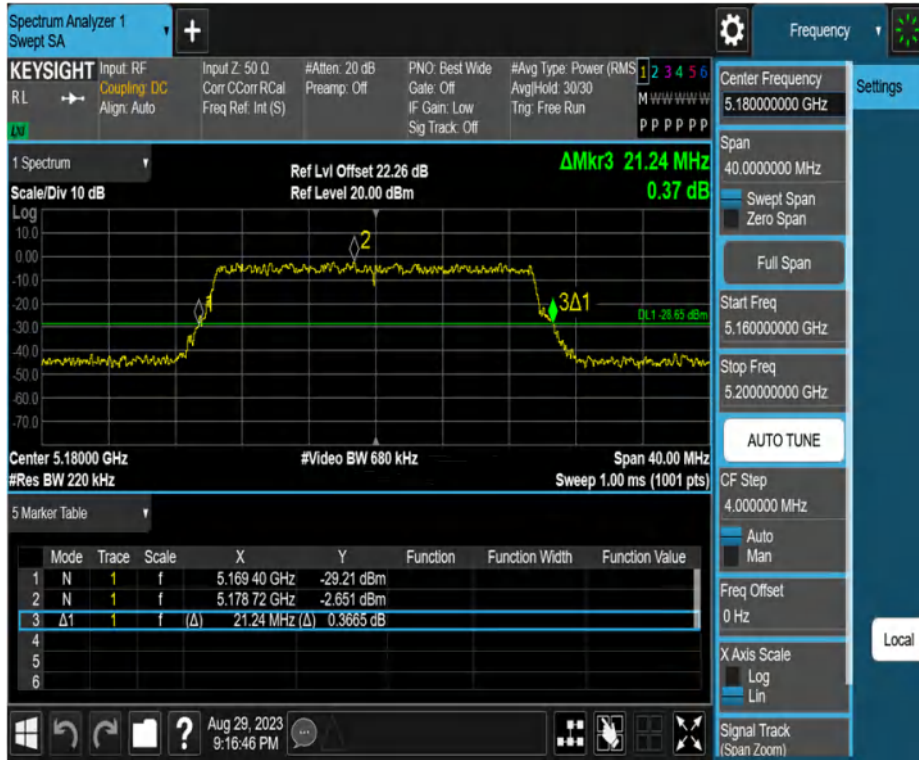 Spectrum Analyzer 1
Swept SA
+
Frequency
KEYSIGHT
RL
LXI
Input: RF
Coupling: DC
Align: Auto
Input Z: 50 Ω
Corr CCorr RCal
Freq Ref: Int (S)
#Atten: 20 dB
Preamp: Off
PNO: Best Wide
Gate: Off
IF Gain: Low
Sig Track: Off
#Avg Type: Power (RMS
Avg|Hold: 30/30
Trig: Free Run
1 2 3 4 5 6
M W W W W W
P P P P P P
1 Spectrum
Scale/Div 10 dB
Ref Lvl Offset 22.26 dB
Ref Level 20.00 dBm
ΔMkr3 21.24 MHz
0.37 dB
Log
10.0
0.00
-10.0
-20.0
-30.0
-40.0
-50.0
-60.0
-70.0
2
3Δ1
DL1 -28.65 dBm
Center 5.18000 GHz
#Video BW 680 kHz
Span 40.00 MHz
#Res BW 220 kHz
Sweep 1.00 ms (1001 pts)
5 Marker Table
Mode Trace Scale X Y Function Function Width Function Value
1 N 1 f 5.169 40 GHz -29.21 dBm
2 N 1 f 5.178 72 GHz -2.651 dBm
3 Δ1 1 f (Δ) 21.24 MHz (Δ) 0.3665 dB
4
5
6
Aug 29, 2023
9:16:46 PM
?
Center Frequency
5.180000000 GHz
Settings
Span
40.0000000 MHz
Swept Span
Zero Span
Full Span
Start Freq
5.160000000 GHz
Stop Freq
5.200000000 GHz
AUTO TUNE
CF Step
4.000000 MHz
Auto
Man
Freq Offset
0 Hz
Local
X Axis Scale
Log
Lin
Signal Track
(Span Zoom)